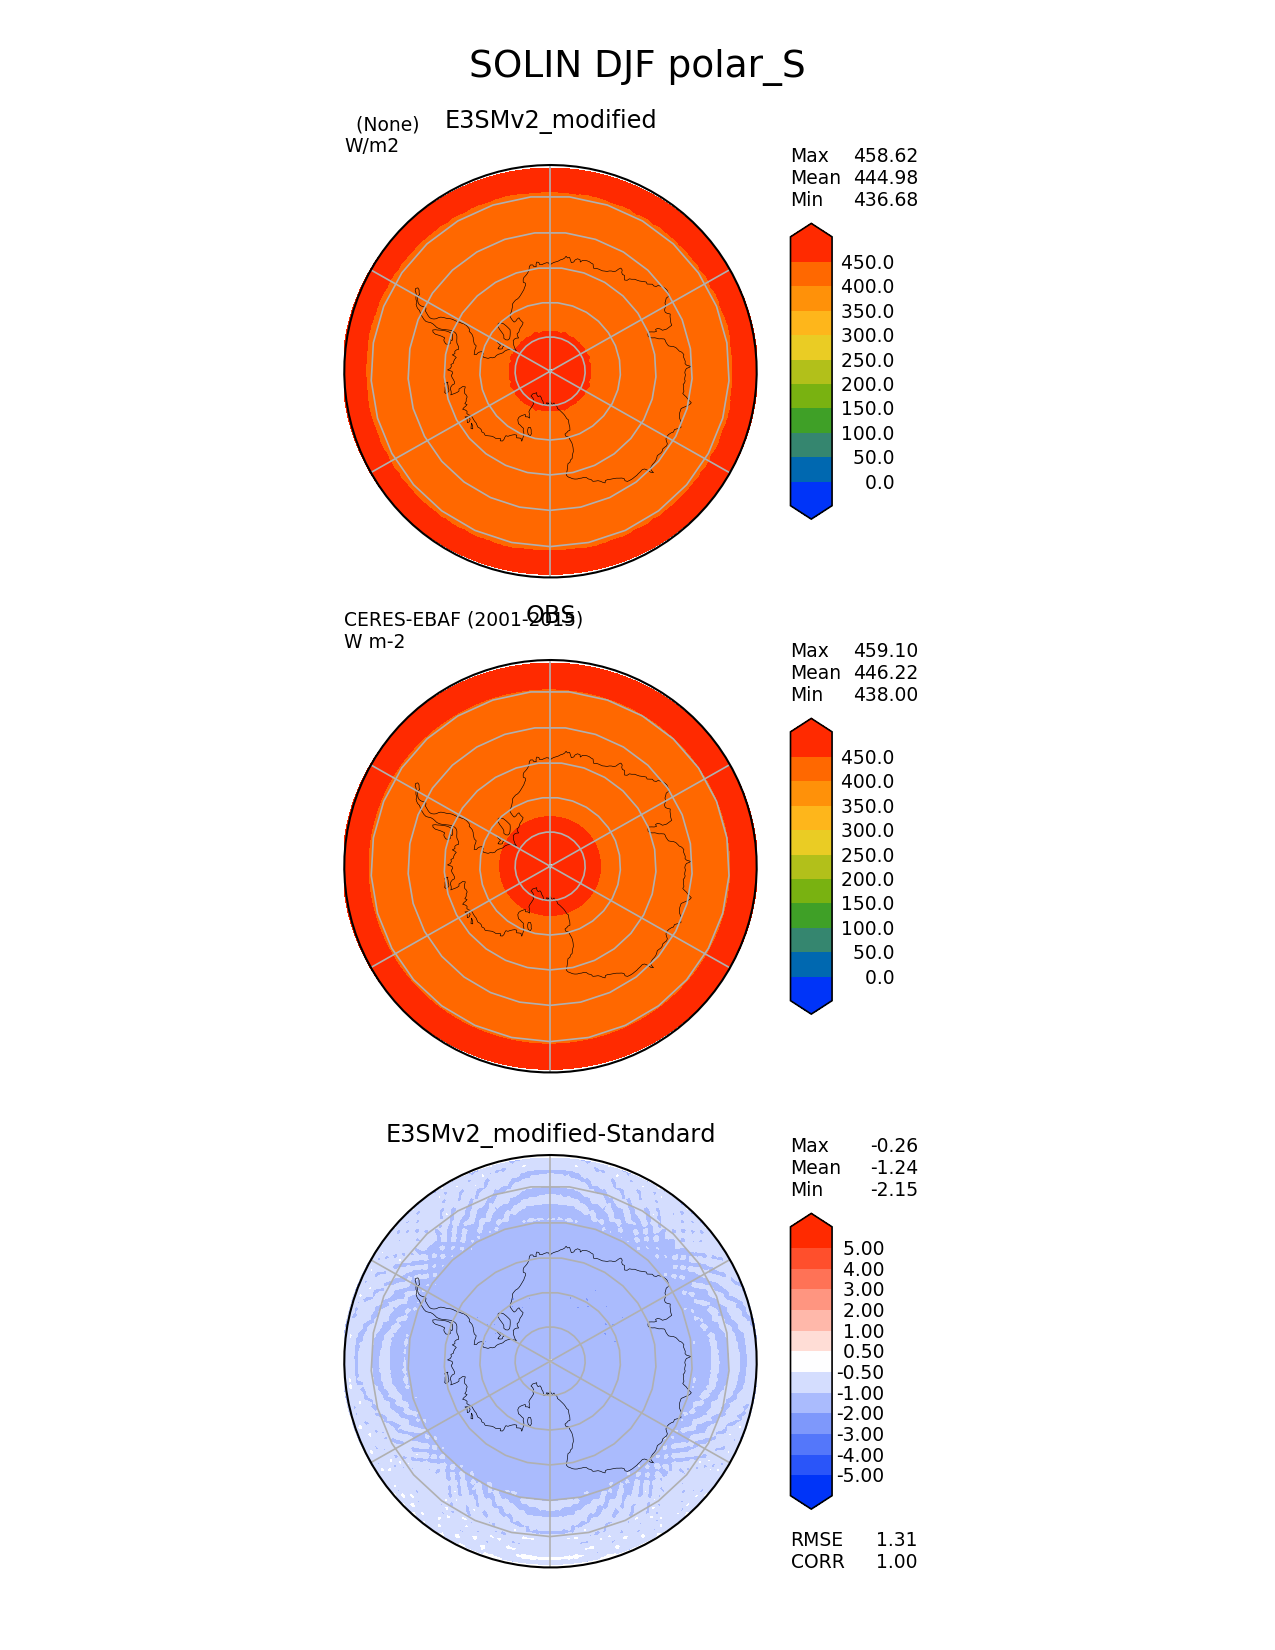 SOLIN DJF polar_S
E3SMv2_modified
(None)
W/m2
Max 458.62
Mean 444.98
Min 436.68
450.0
400.0
350.0
300.0
250.0
200.0
150.0
100.0
50.0
0.0
OBS
CERES-EBAF (2001-2015)
W m-2
Max 459.10
Mean 446.22
Min 438.00
450.0
400.0
350.0
300.0
250.0
200.0
150.0
100.0
50.0
0.0
E3SMv2_modified-Standard
Max -0.26
Mean -1.24
Min -2.15
5.00
4.00
3.00
2.00
1.00
0.50
-0.50
-1.00
-2.00
-3.00
-4.00
-5.00
RMSE 1.31
CORR 1.00